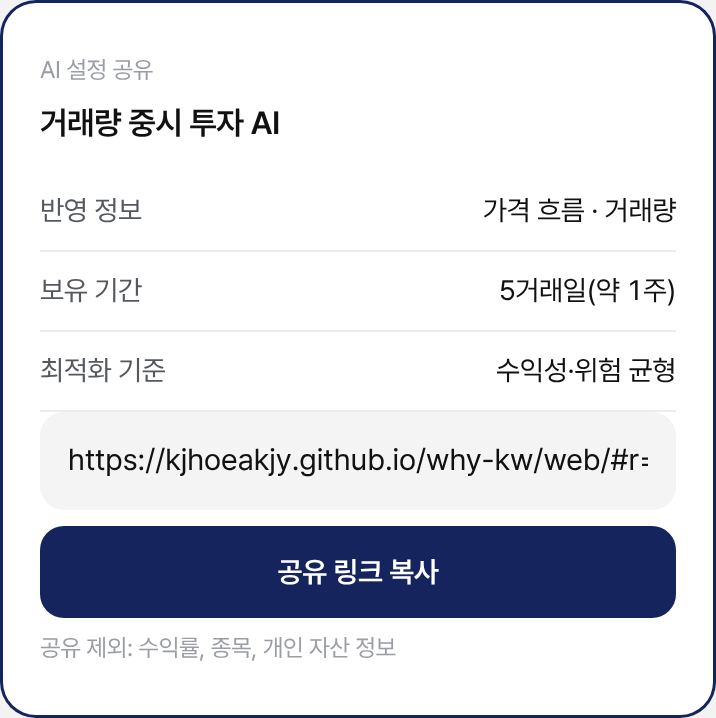 AI 설정 공유
거래량 중시 투자 AI
반영 정보 가격 흐름 · 거래량
보유 기간 5거래일(약 1주)
최적화 기준 수익성·위험 균형
https://kjhoeakjy.github.io/why-kw/web/#r=
공유 링크 복사
공유 제외: 수익률, 종목, 개인 자산 정보